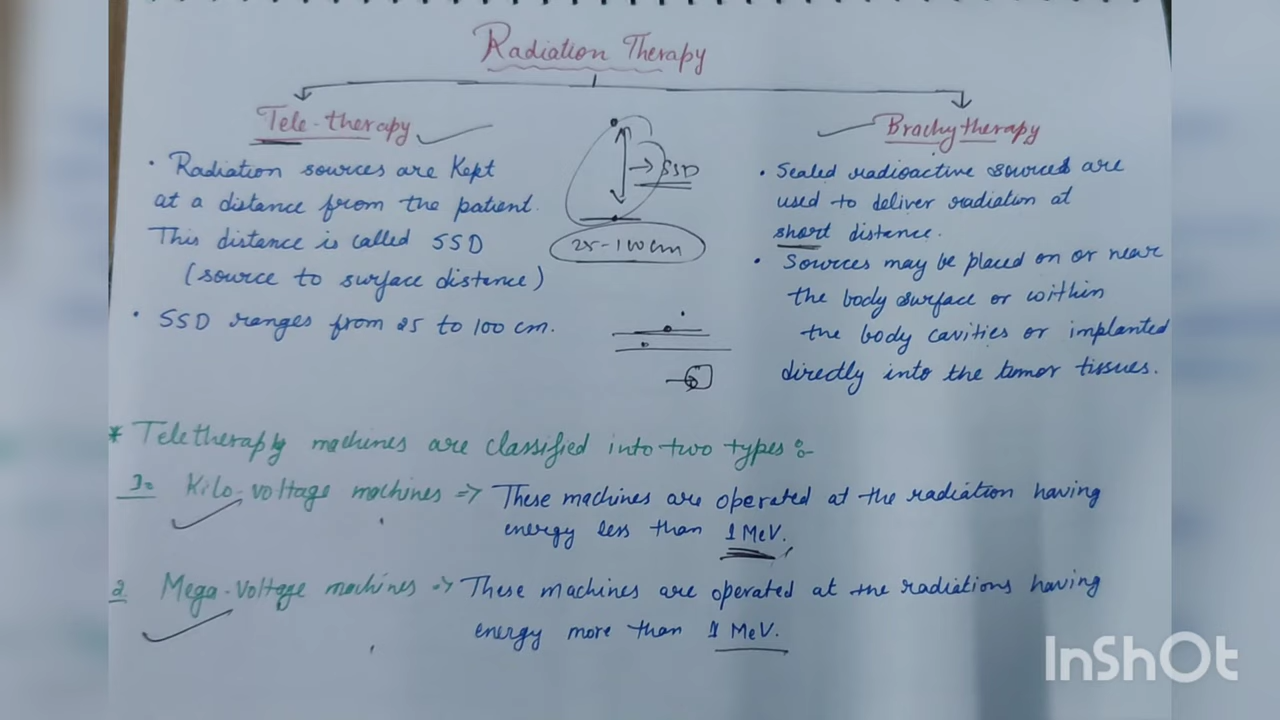 Radiation Therapy
Tele-therapy
• Radiation sources are kept
at a distance from the patient.
This distance is called SSD
(source to surface distance)
• SSD ranges from 25 to 100 cm.
→ SSD
25-100cm
Brachytherapy
• Sealed radioactive sources are
used to deliver radiation at
short distance.
• Sources may be placed on or near
the body surface or within
the body cavities or implanted
directly into the tumor tissues.
* Teletherapy machines are classified into two types :-
1. Kilo-voltage machines => These machines are operated at the radiation having
energy less than 1 MeV.
2. Mega-Voltage machines => These machines are operated at the radiations having
energy more than 1 MeV.
InShOt